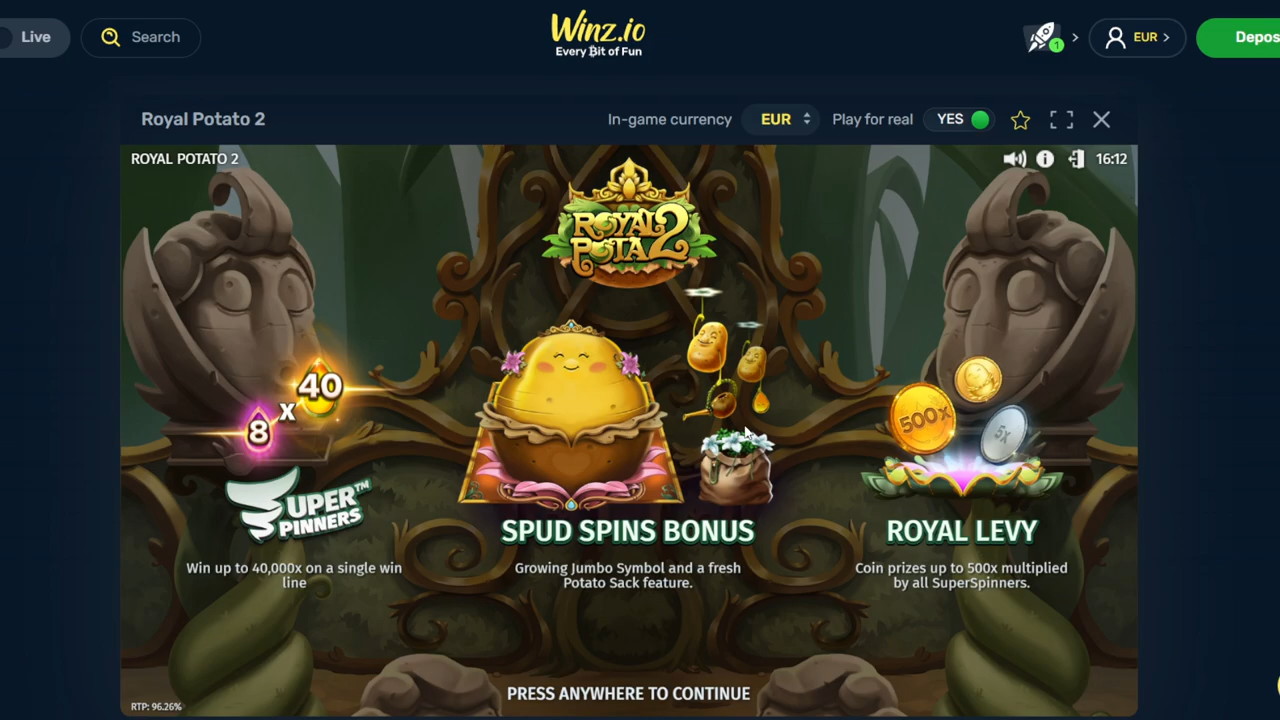 Live
Search
Winz.io
Every Bit of Fun
1
EUR
Depos
Royal Potato 2
In-game currency
EUR
Play for real
YES
ROYAL POTATO 2
16:12
ROYAL
POTA 2
40
x
8
500x
5x
SUPER™
SPINNERS
SPUD SPINS BONUS
ROYAL LEVY
Win up to 40,000x on a single win
line
Growing Jumbo Symbol and a fresh
Potato Sack feature.
Coin prizes up to 500x multiplied
by all SuperSpinners.
PRESS ANYWHERE TO CONTINUE
RTP: 96.26%